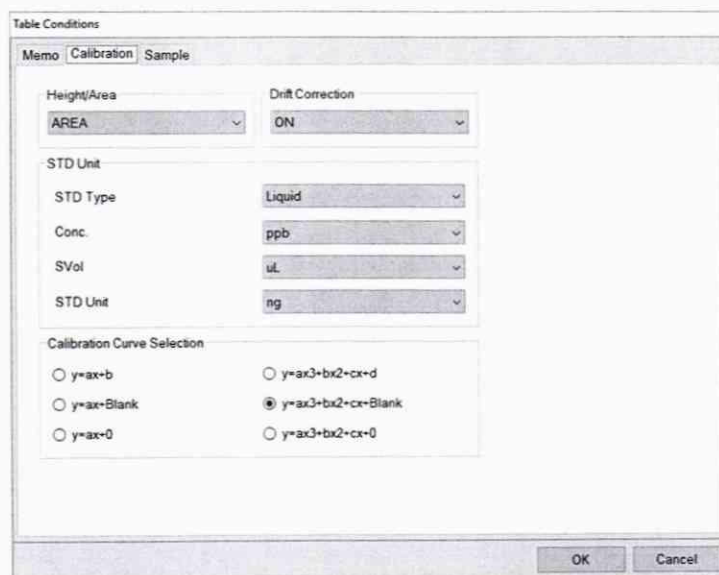 Table Conditions
Memo Calibration Sample
Height/Area Drift Correction
AREA ON
STD Unit
STD Type Liquid
Conc. ppb
SVol uL
STD Unit ng
Calibration Curve Selection
y=ax+b y=ax3+bx2+cx+d
y=ax+Blank y=ax3+bx2+cx+Blank
y=ax+0 y=ax3+bx2+cx+0
OK Cancel